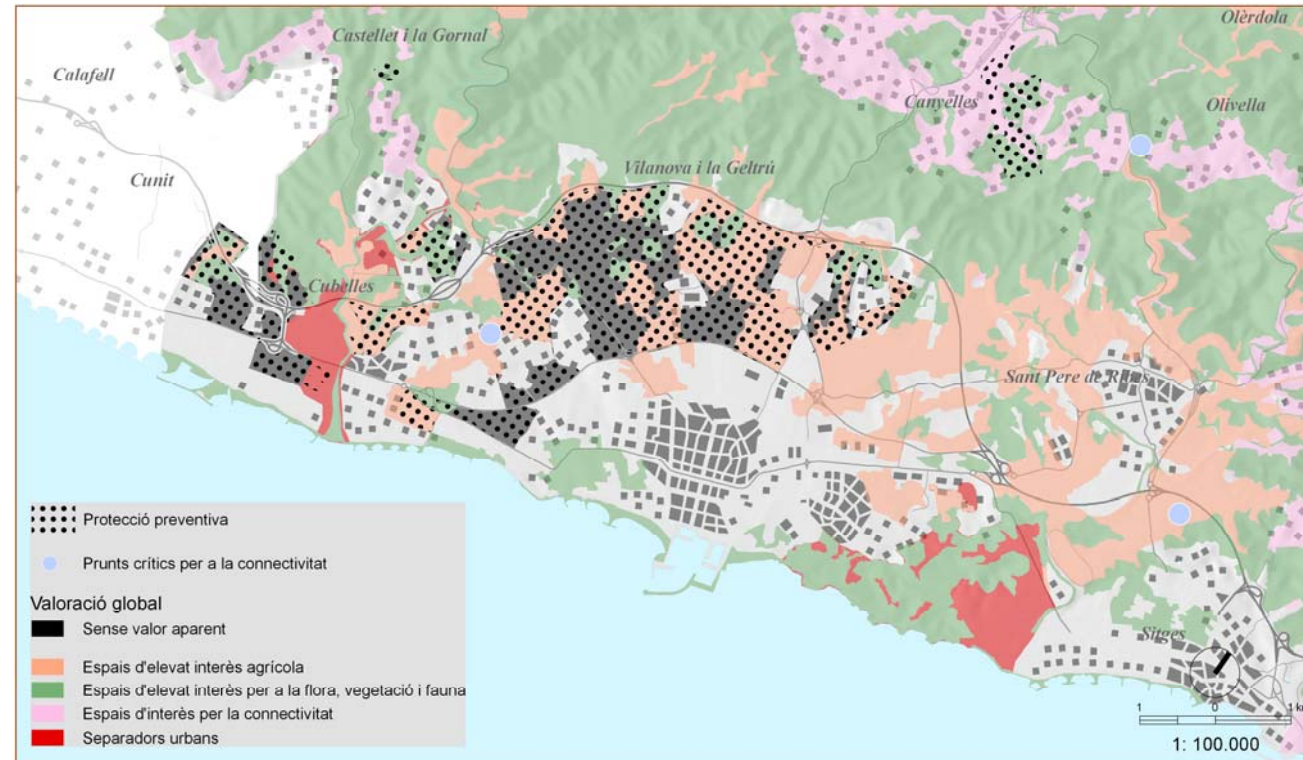 Olèrdola
Castellet i la Gornal
Calafell
Canyelles
Olivella
Vilanova i la Geltrú
Cunit
Cubelles
Sant Pere de Ribes
Sitges
Protecció preventiva
Prunts crítics per a la connectivitat
Valoració global
Sense valor aparent
Espais d'elevat interès agrícola
Espais d'elevat interès per a la flora, vegetació i fauna
Espais d'interès per la connectivitat
Separadors urbans
1 0 1 km
1: 100.000